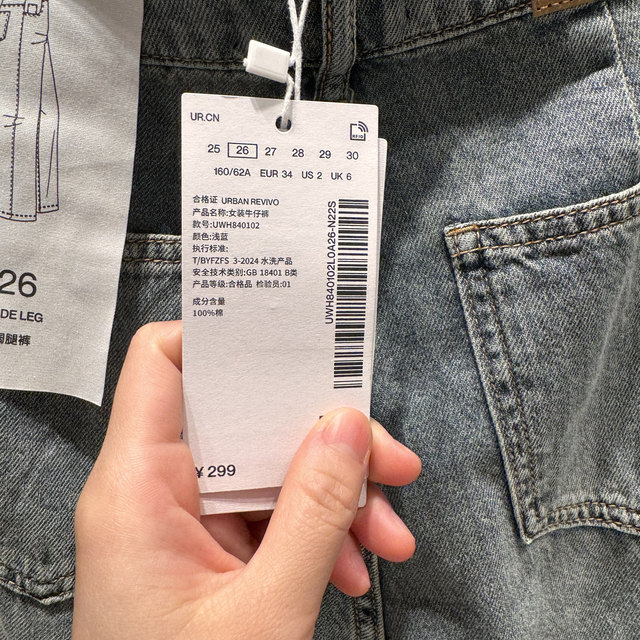 UR.CN
RFID
25 26 27 28 29 30
160/62A EUR 34 US 2 UK 6
合格证 URBAN REVIVO
产品名称:女装牛仔裤
款号:UWH840102
颜色:浅蓝
执行标准:
T/BYFZFS 3-2024 水洗产品
安全技术类别:GB 18401 B类
产品等级:合格品 检验员:01
成分含量
100%棉
UWH840102L0A26-N22S
¥ 299
26
DE LEG
腿裤